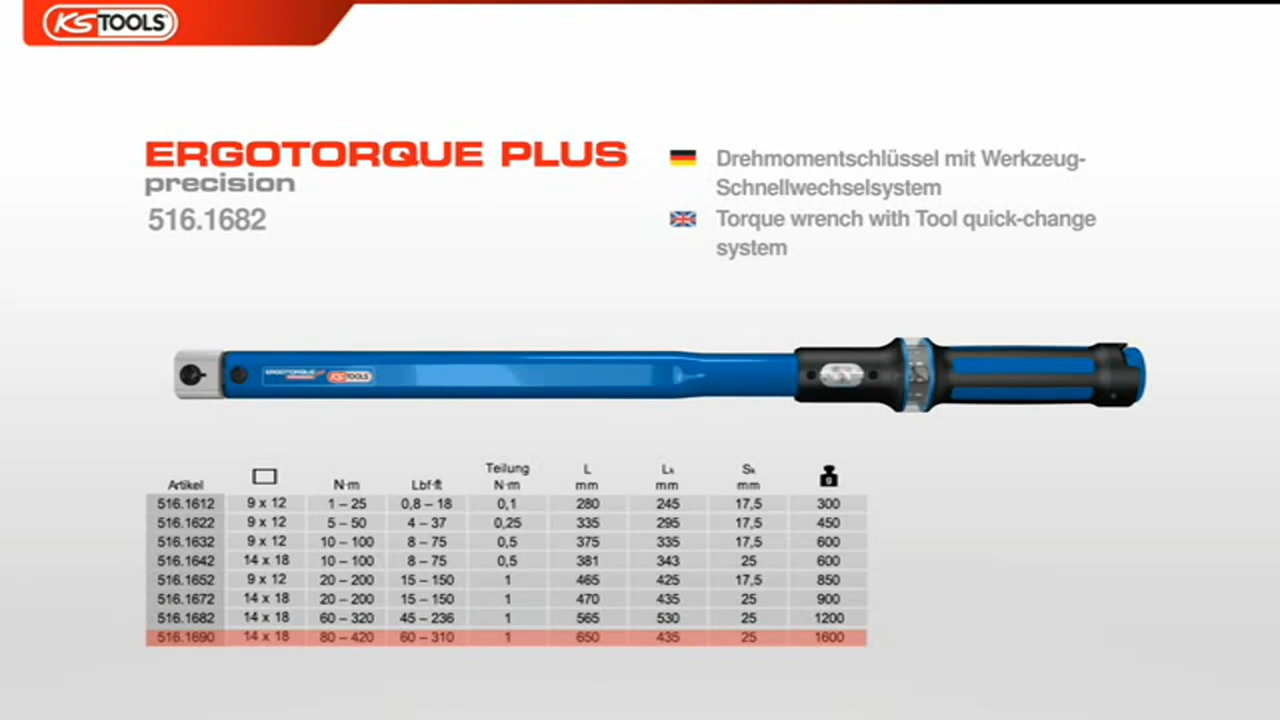 KS TOOLS
ERGOTORQUE PLUS
precision
516.1682
Drehmomentschlüssel mit Werkzeug-
Schnellwechselsystem
Torque wrench with Tool quick-change
system
ERGOTORQUE
KS TOOLS
Artikel N·m Lbf·ft Teilung N·m L mm Lk mm Sk mm g
516.1612 9 x 12 1 – 25 0,8 – 18 0,1 280 245 17,5 300
516.1622 9 x 12 5 – 50 4 – 37 0,25 335 295 17,5 450
516.1632 9 x 12 10 – 100 8 – 75 0,5 375 335 17,5 600
516.1642 14 x 18 10 – 100 8 – 75 0,5 381 343 25 600
516.1652 9 x 12 20 – 200 15 – 150 1 465 425 17,5 850
516.1672 14 x 18 20 – 200 15 – 150 1 470 435 25 900
516.1682 14 x 18 60 – 320 45 – 236 1 565 530 25 1200
516.1690 14 x 18 80 – 420 60 – 310 1 650 435 25 1600